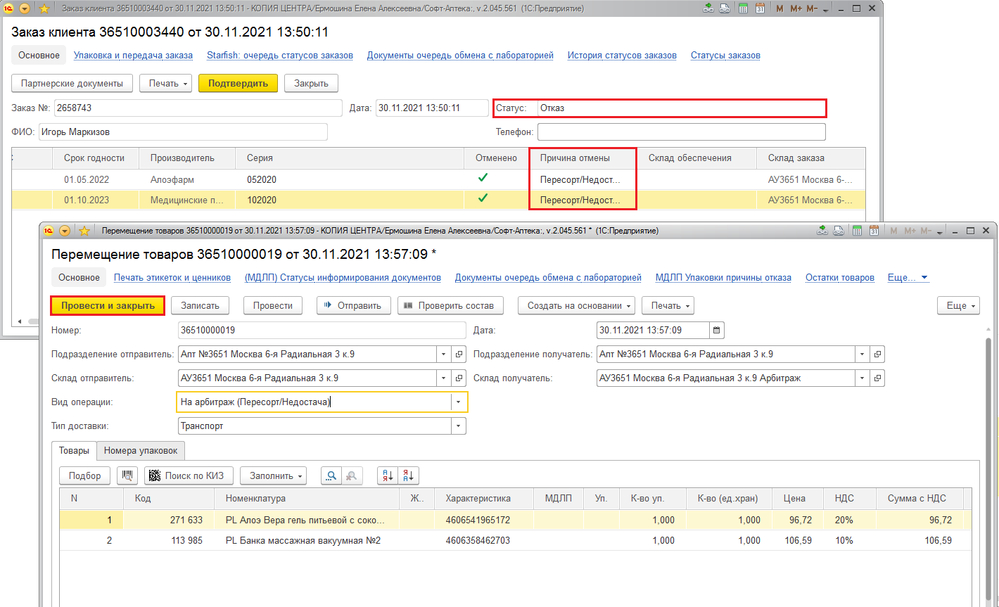 Заказ клиента 36510003440 от 30.11.2021 13:50:11 - КОПИЯ ЦЕНТРА/Ермошина Елена Алексеевна/Софт-Аптека:, v.2.045.561 (1С:Предприятие)
31 M M+ M-
Заказ клиента 36510003440 от 30.11.2021 13:50:11
Основное Упаковка и передача заказа Starfish: очередь статусов заказов Документы очередь обмена с лабораторией История статусов заказов Статусы заказов
Партнерские документы Печать Подтвердить Закрыть
Заказ №: 2658743 Дата: 30.11.2021 13:50:11 Статус: Отказ
ФИО: Игорь Маркизов Телефон:
Срок годности Производитель Серия Отменено Причина отмены Склад обеспечения Склад заказа
01.05.2022 Алоэфарм 052020 Пересорт/Недост... АУ3651 Москва 6-...
01.10.2023 Медицинские п... 102020 Пересорт/Недост... АУ3651 Москва 6-...
Перемещение товаров 36510000019 от 30.11.2021 13:57:09 - КОПИЯ ЦЕНТРА/Ермошина Елена Алексеевна/Софт-Аптека:, v.2.045.561 * (1С:Предприятие)
31 M M+ M-
Перемещение товаров 36510000019 от 30.11.2021 13:57:09 *
Основное Печать этикеток и ценников (МДЛП) Статусы информирования документов Документы очередь обмена с лабораторией МДЛП Упаковки причины отказа Остатки товаров Еще...
Провести и закрыть Записать Провести Отправить Проверить состав Создать на основании Печать Еще
Номер: 36510000019 Дата: 30.11.2021 13:57:09
Подразделение отправитель: Апт №3651 Москва 6-я Радиальная 3 к.9 Подразделение получатель: Апт №3651 Москва 6-я Радиальная 3 к.9
Склад отправитель: АУ3651 Москва 6-я Радиальная 3 к.9 Склад получатель: АУ3651 Москва 6-я Радиальная 3 к.9 Арбитраж
Вид операции: На арбитраж (Пересорт/Недостача)
Тип доставки: Транспорт
Товары Номера упаковок
Подбор Поиск по КИЗ Заполнить
N Код Номенклатура Ж.. Характеристика МДЛП Уп. К-во уп. К-во (ед.хран) Цена НДС Сумма с НДС
1 271 633 PL Алоэ Вера гель питьевой с соко... 4606541965172 1,000 1,000 96,72 20% 96,72
2 113 985 PL Банка массажная вакуумная №2 4606358462703 1,000 1,000 106,59 10% 106,59